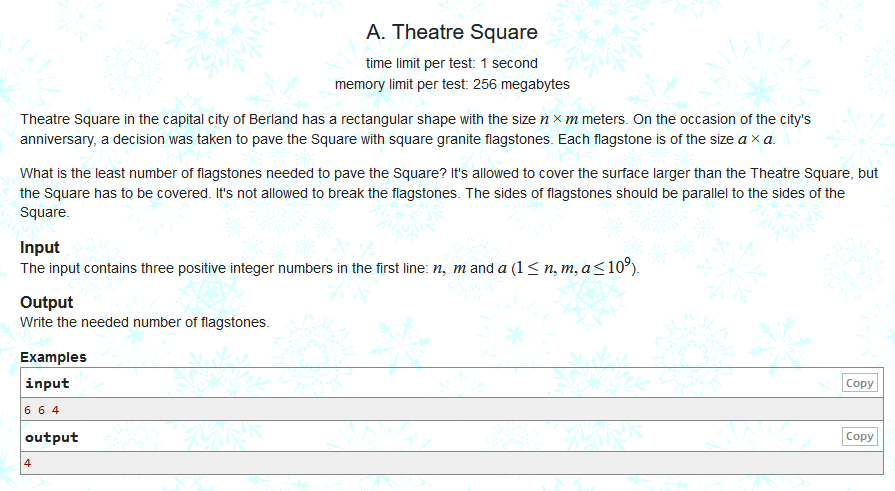 A. Theatre Square
time limit per test: 1 second
memory limit per test: 256 megabytes
Theatre Square in the capital city of Berland has a rectangular shape with the size n × m meters. On the occasion of the city's
anniversary, a decision was taken to pave the Square with square granite flagstones. Each flagstone is of the size a × a.
What is the least number of flagstones needed to pave the Square? It's allowed to cover the surface larger than the Theatre Square, but
the Square has to be covered. It's not allowed to break the flagstones. The sides of flagstones should be parallel to the sides of the
Square.
Input
The input contains three positive integer numbers in the first line: n, m and a (1 ≤ n, m, a ≤ 10⁹).
Output
Write the needed number of flagstones.
Examples
input Copy
6 6 4
output Copy
4